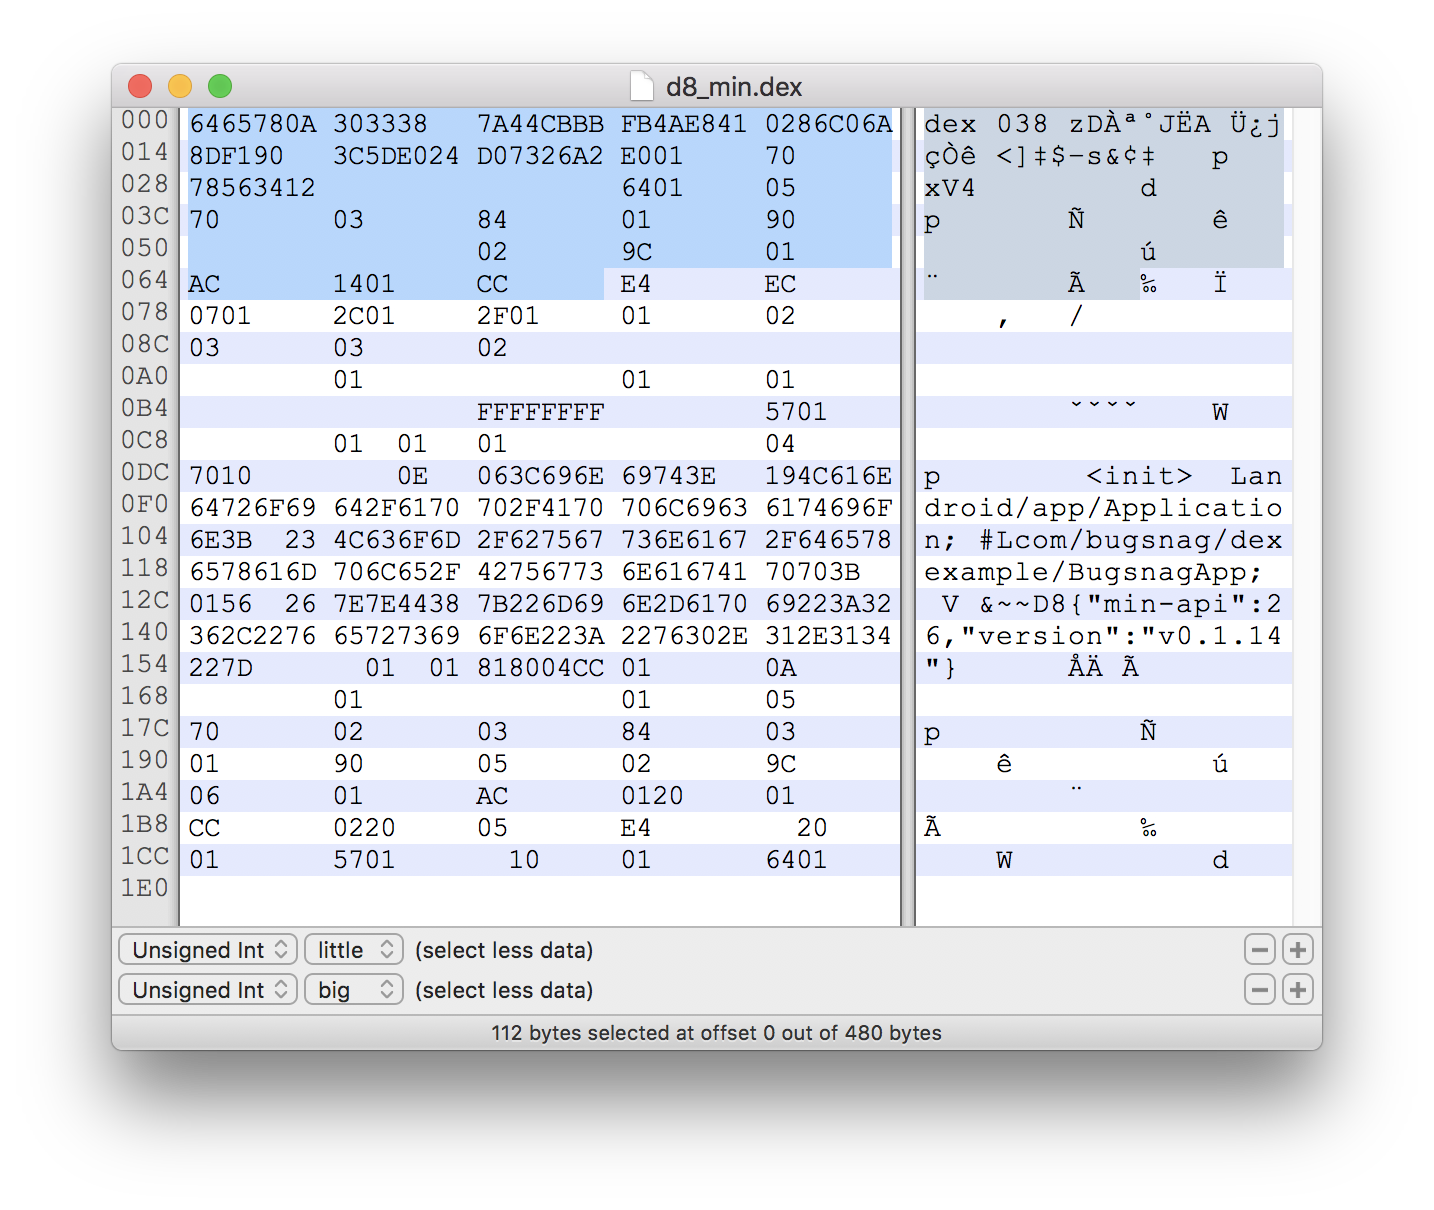 d8_min.dex
000 6465780A 303338 7A44CBBB FB4AE841 0286C06A dex 038 zDÀª˚JËA Ü¿j
014 8DF190 3C5DE024 D07326A2 E001 70 çÒê <]‡$–s&¢‡ p
028 78563412 6401 05 xV4 d
03C 70 03 84 01 90 p Ñ ê
050 02 9C 01 ú
064 AC 1401 CC E4 EC ¨ Ã ‰ Ï
078 0701 2C01 2F01 01 02 , /
08C 03 03 02
0A0 01 01 01
0B4 FFFFFFFF 5701 ˇˇˇˇ W
0C8 01 01 01 04
0DC 7010 0E 063C696E 69743E 194C616E p <init> Lan
0F0 64726F69 642F6170 702F4170 706C6963 6174696F droid/app/Applicatio
104 6E3B 23 4C636F6D 2F627567 736E6167 2F646578 n; #Lcom/bugsnag/dex
118 6578616D 706C652F 42756773 6E616741 70703B example/BugsnagApp;
12C 0156 26 7E7E4438 7B226D69 6E2D6170 69223A32 V &~~D8{"min-api":2
140 362C2276 65727369 6F6E223A 2276302E 312E3134 6,"version":"v0.1.14
154 227D 01 01 818004CC 01 0A "} ÅÄ Ã
168 01 01 05
17C 70 02 03 84 03 p Ñ
190 01 90 05 02 9C ê ú
1A4 06 01 AC 0120 01 ¨
1B8 CC 0220 05 E4 20 Ã ‰
1CC 01 5701 10 01 6401 W d
1E0
Unsigned Int little (select less data)
Unsigned Int big (select less data)
112 bytes selected at offset 0 out of 480 bytes